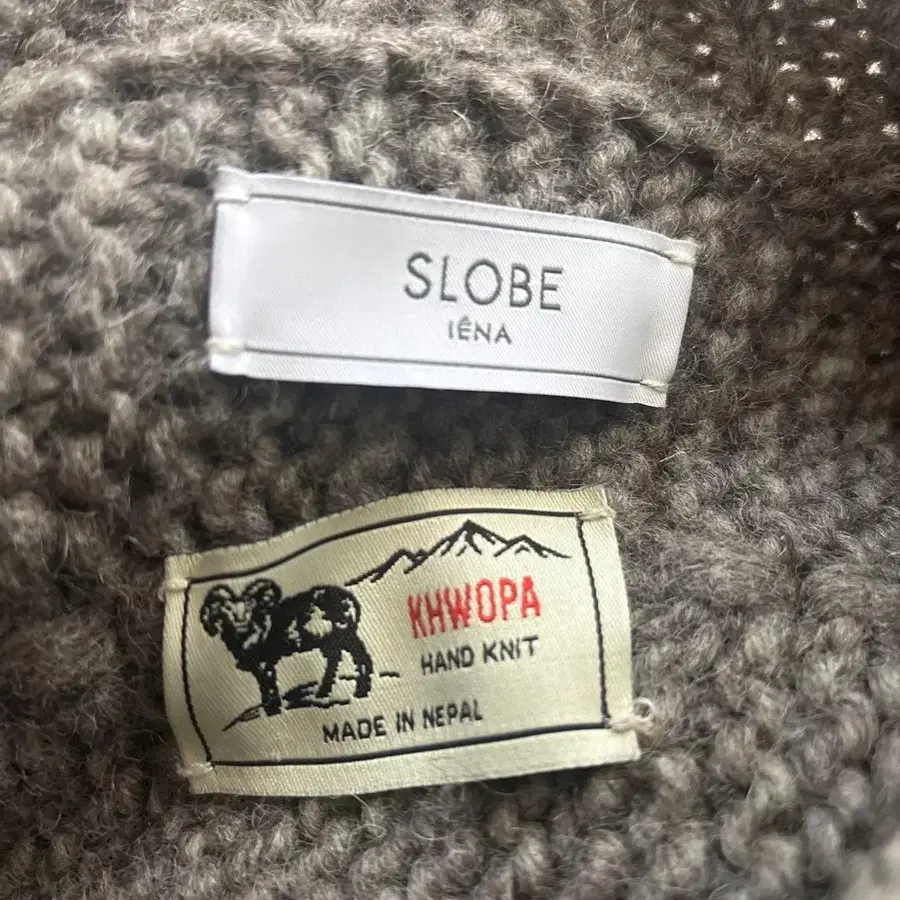 SLOBE
IÉNA
KHWOPA
HAND KNIT
MADE IN NEPAL